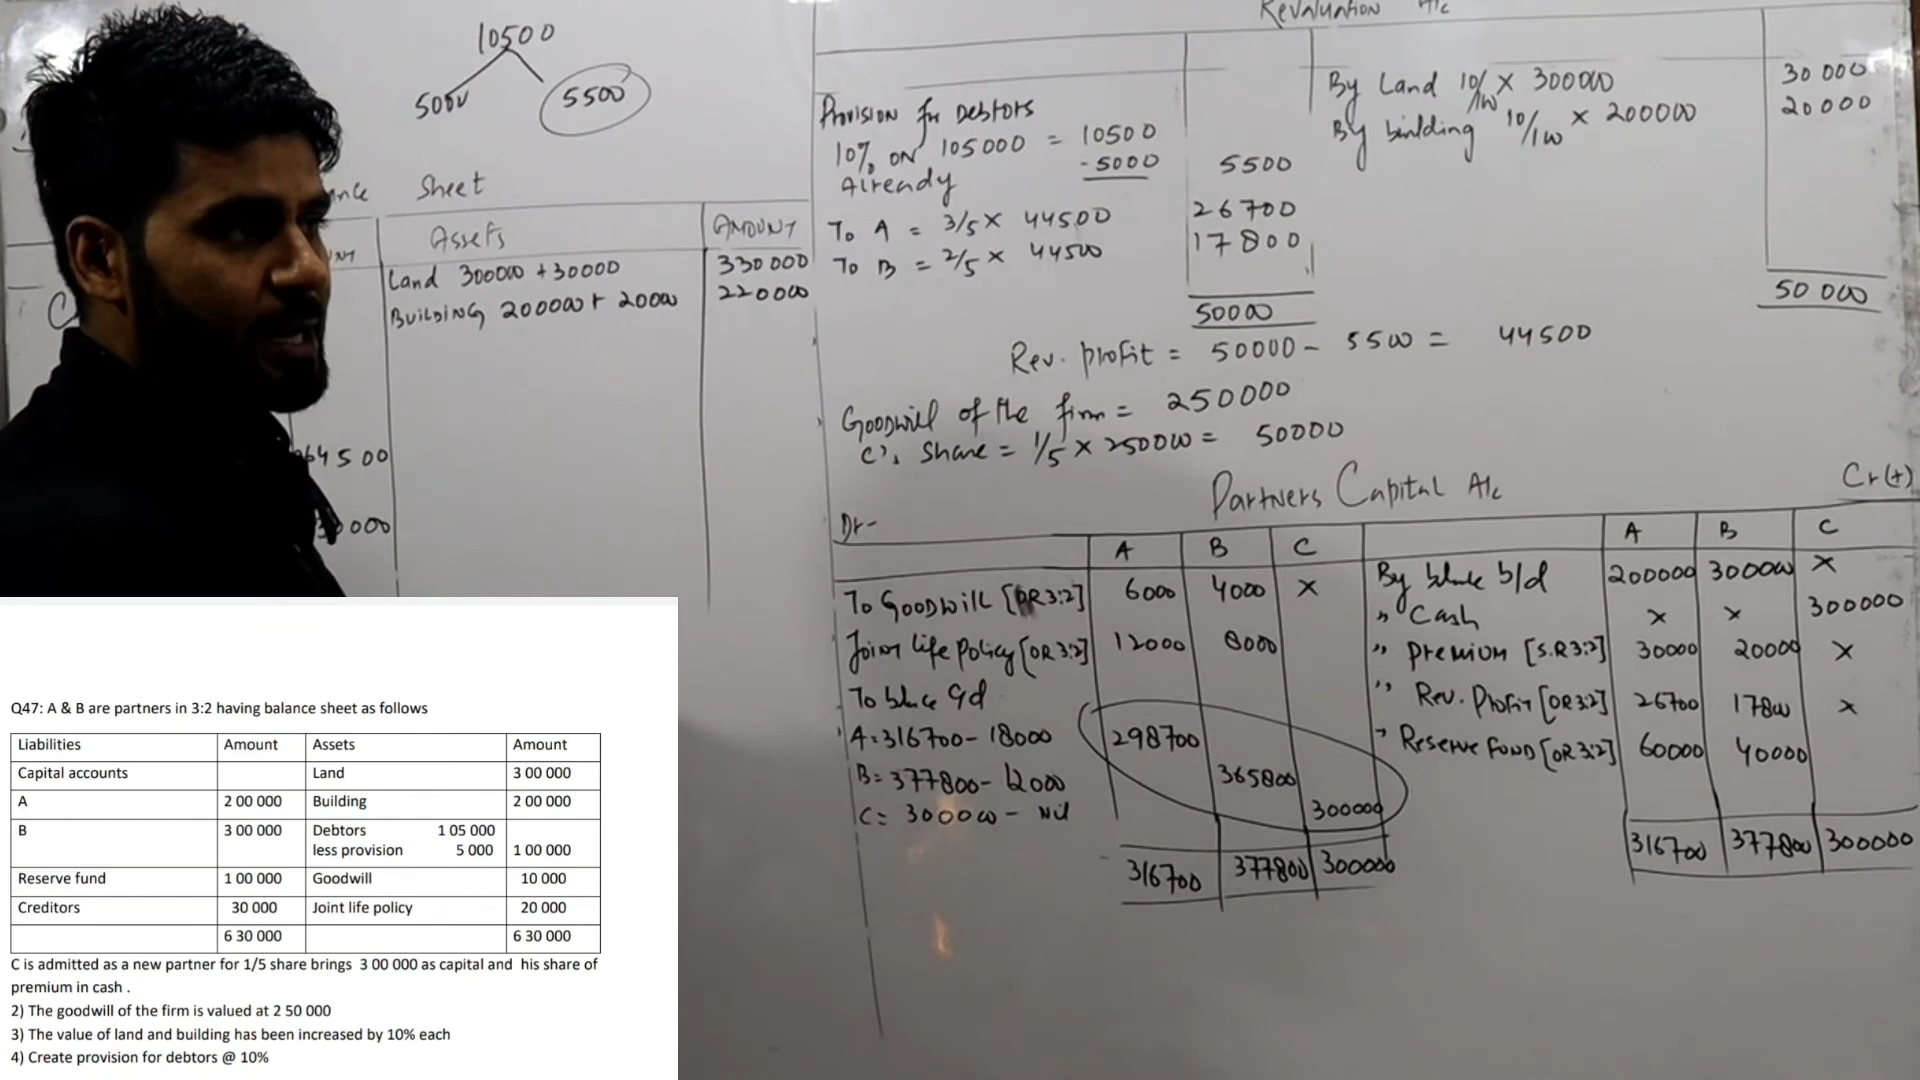 10500
5000
5500
Sheet
Assets
AMOUNT
Land 300000 + 30000
330 000
Building 200000 + 20000
220000
64500
Revaluation A/c
Provision for Debtors
10% ON 105000 = 10500
Already - 5000
5500
To A = 3/5 × 44500
26700
To B = 2/5 × 44500
17800
50000
By Land 10/100 × 300000
30 000
By building 10/100 × 200000
20000
50 000
Rev. profit = 50000 - 5500 = 44500
Goodwill of the firm = 250000
C's share = 1/5 × 250000 = 50000
Partners Capital A/c
Dr -
Cr (+)
A B C
A B C
To Goodwill [OR 3:2] 6000 4000 ×
Joint life policy [OR 3:2] 12000 8000
To blnce c/d
A = 316700 - 18000 298700
B = 377800 - 12000 365800
C = 300000 - Nil 300000
316700 377800 300000
By blnce b/d 200000 300000 ×
" Cash × × 300000
" Premium [S.R 3:2] 30000 20000 ×
" Rev. Profit [OR 3:2] 26700 17800 ×
" Reserve Fund [OR 3:2] 60000 40000
316700 377800 300000
Q47: A & B are partners in 3:2 having balance sheet as follows
Liabilities Amount Assets Amount
Capital accounts Land 3 00 000
A 2 00 000 Building 2 00 000
B 3 00 000 Debtors 1 05 000
less provision 5 000 1 00 000
Reserve fund 1 00 000 Goodwill 10 000
Creditors 30 000 Joint life policy 20 000
6 30 000 6 30 000
C is admitted as a new partner for 1/5 share brings 3 00 000 as capital and his share of
premium in cash .
2) The goodwill of the firm is valued at 2 50 000
3) The value of land and building has been increased by 10% each
4) Create provision for debtors @ 10%